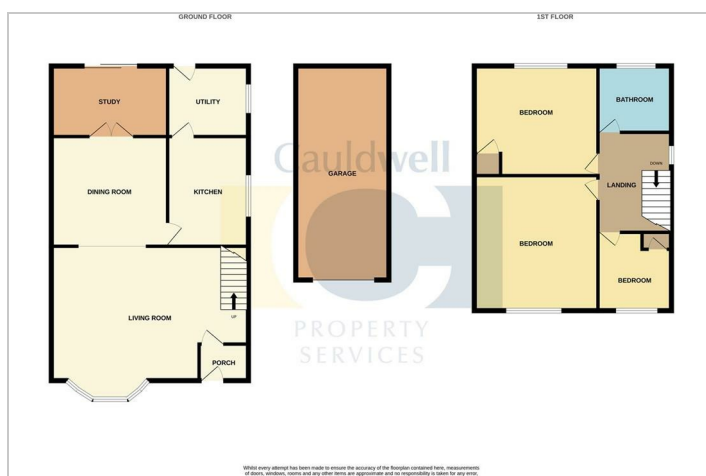 GROUND FLOOR
1ST FLOOR
STUDY
UTILITY
DINING ROOM
KITCHEN
LIVING ROOM
UP
PORCH
GARAGE
BEDROOM
BATHROOM
LANDING
DOWN
BEDROOM
BEDROOM
Cauldwell
PROPERTY
SERVICES
Whilst every attempt has been made to ensure the accuracy of the floorplan contained here, measurements
of doors, windows, rooms and any other items are approximate and no responsibility is taken for any error,